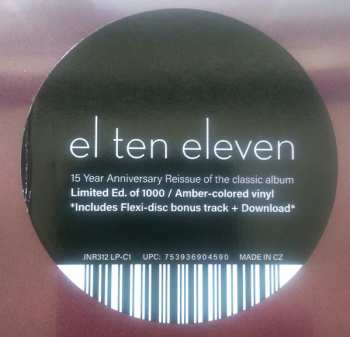 el ten eleven
15 Year Anniversary Reissue of the classic album
Limited Ed. of 1000 / Amber-colored vinyl
*Includes Flexi-disc bonus track + Download*
JNR312 LP-C1 UPC: 753936904590 MADE IN CZ